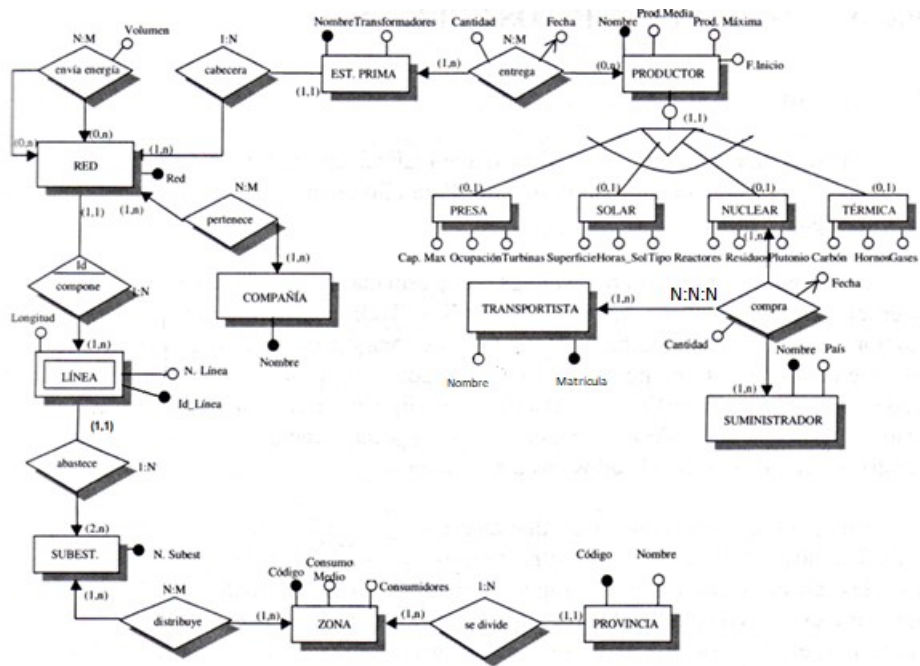 Nombre Transformadores
Cantidad
Fecha
Prod.Media
Nombre
Prod. Máxima
N:M
Volumen
1:N
N:M
F.Inicio
envía energía
cabecera
EST. PRIMA
(1,n)
entrega
(0,n)
PRODUCTOR
(1,1)
(1,1)
(0,n)
(0,n)
(1,n)
RED
Red
N:M
(1,1)
(1,n)
pertenece
(0,1)
(0,1)
(0,1)
(0,1)
PRESA
SOLAR
NUCLEAR
TÉRMICA
(1,n)
Cap. Max Ocupación Turbinas Superficie Horas_Sol Tipo Reactores Residuos Plutonio Carbón Hornos Gases
Id
compone
1:N
(1,n)
COMPAÑÍA
Nombre
TRANSPORTISTA
(1,n)
N:N:N
compra
Fecha
Cantidad
Nombre
País
Nombre
Matrícula
(1,n)
SUMINISTRADOR
Longitud
(1,n)
LÍNEA
N. Línea
Id_Línea
(1,1)
abastece
1:N
(2.n)
SUBEST.
N. Subest
(1,n)
N:M
distribuye
(1,n)
Código
Consumo
Medio
Consumidores
ZONA
(1,n)
1:N
se divide
(1,1)
Código
Nombre
PROVINCIA